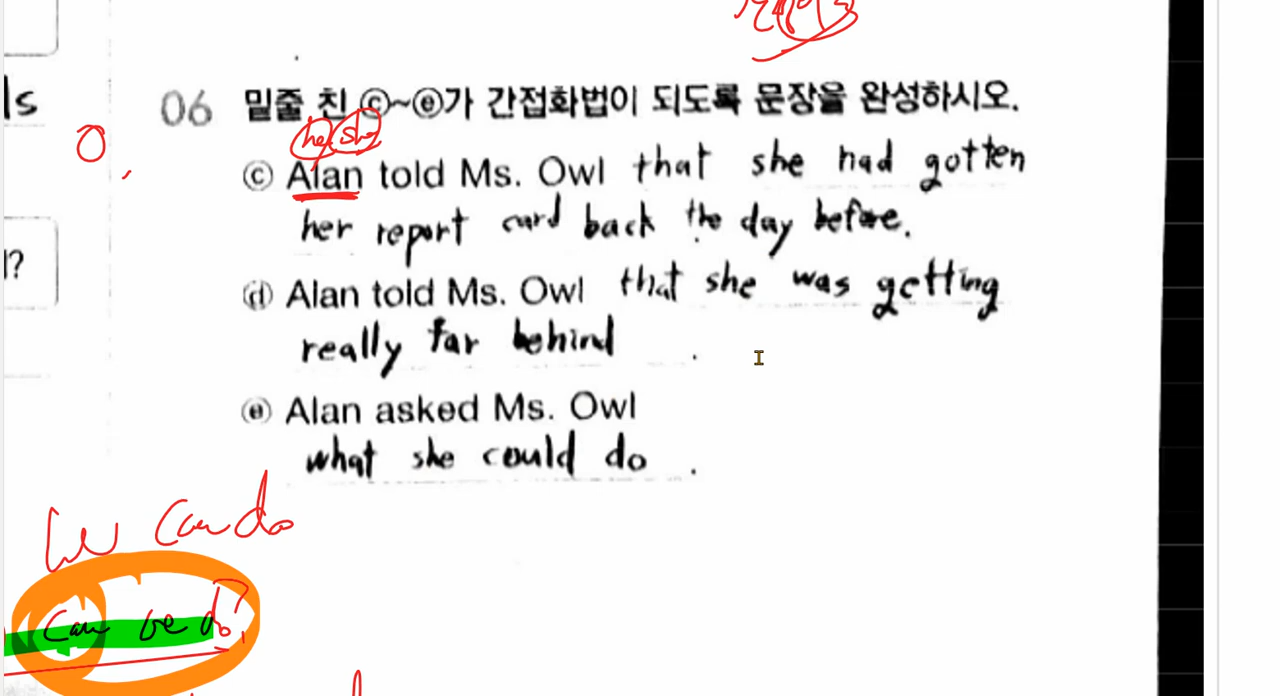 ls
06 밑줄 친 ⓒ~ⓔ가 간접화법이 되도록 문장을 완성하시오.
he she
ⓒ Alan told Ms. Owl that she had gotten
her report card back the day before.
l?
ⓓ Alan told Ms. Owl that she was getting
really far behind .
ⓔ Alan asked Ms. Owl
what she could do .
can do
can we do?